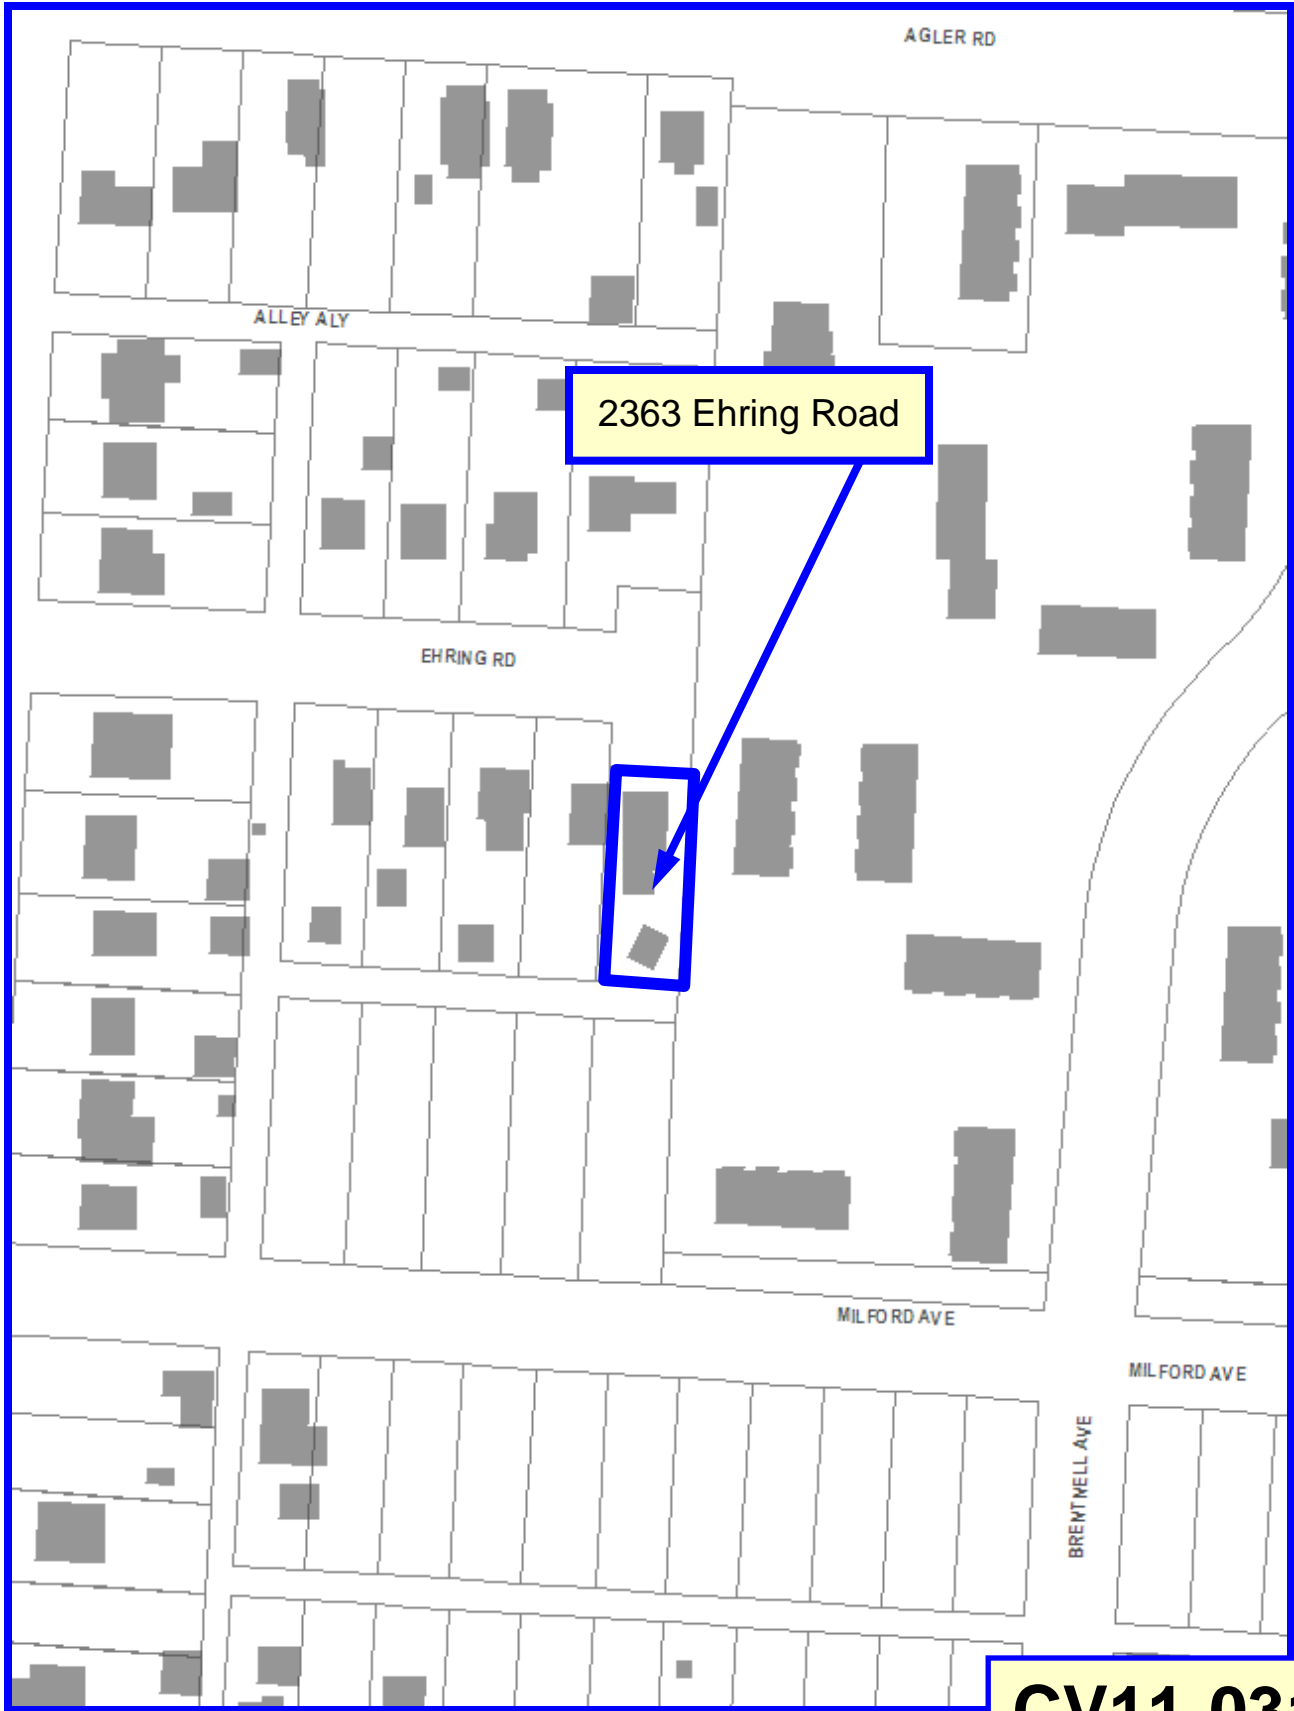 AGLER RD
ALLEY ALY
2363 Ehring Road
EHRING RD
MILFORD AVE
MILFORD AVE
BRENTNELL AVE